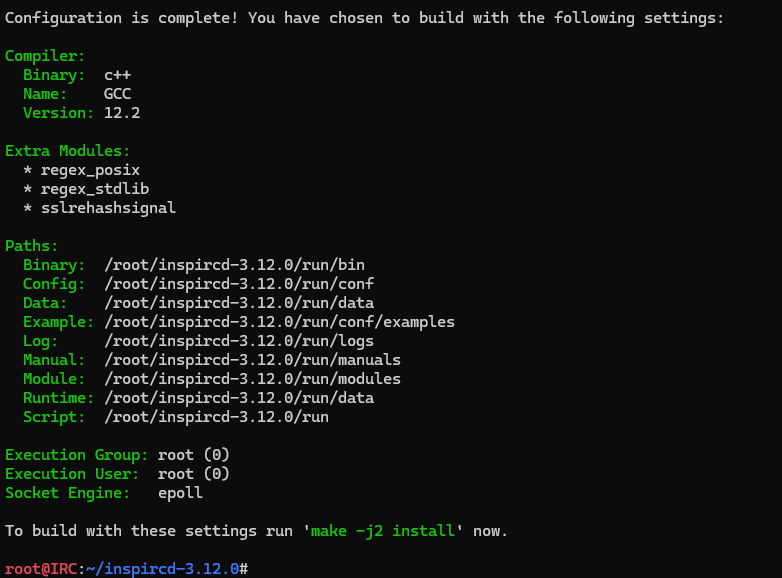 Configuration is complete! You have chosen to build with the following settings:
Compiler:
Binary: c++
Name: GCC
Version: 12.2
Extra Modules:
* regex_posix
* regex_stdlib
* sslrehashsignal
Paths:
Binary: /root/inspircd-3.12.0/run/bin
Config: /root/inspircd-3.12.0/run/conf
Data: /root/inspircd-3.12.0/run/data
Example: /root/inspircd-3.12.0/run/conf/examples
Log: /root/inspircd-3.12.0/run/logs
Manual: /root/inspircd-3.12.0/run/manuals
Module: /root/inspircd-3.12.0/run/modules
Runtime: /root/inspircd-3.12.0/run/data
Script: /root/inspircd-3.12.0/run
Execution Group: root (0)
Execution User: root (0)
Socket Engine: epoll
To build with these settings run 'make -j2 install' now.
root@IRC:~/inspircd-3.12.0#